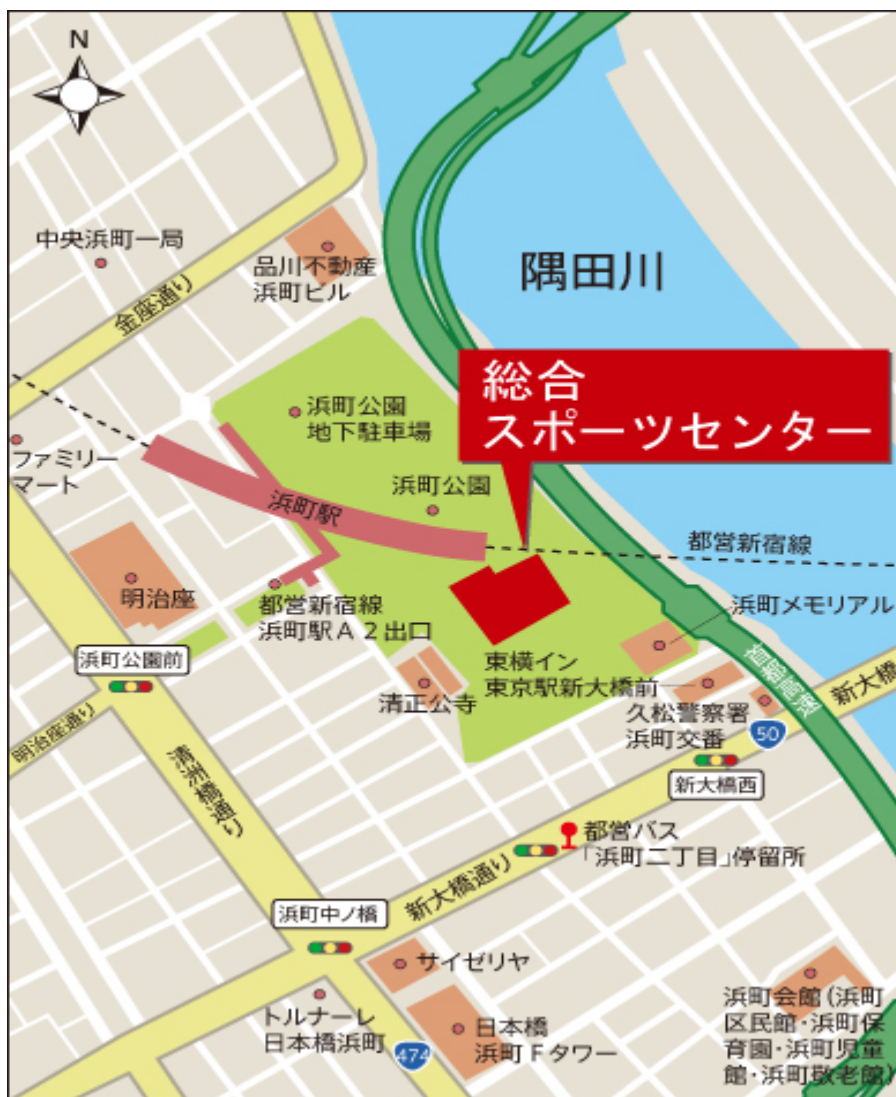 N
中央浜町一局
品川不動産
浜町ビル
隅田川
金座通り
総合
スポーツセンター
浜町公園
地下駐車場
ファミリー
マート
浜町公園
浜町駅
都営新宿線
明治座
都営新宿線
浜町駅A2出口
浜町メモリアル
浜町公園前
清正公寺
東横イン
東京駅新大橋前
久松警察署
浜町交番
首都高速
新大橋
50
明治座通り
清洲橋通り
新大橋西
都営バス
「浜町二丁目」停留所
新大橋通り
浜町中ノ橋
サイゼリヤ
トルナーレ
日本橋浜町
474
日本橋
浜町Fタワー
浜町会館(浜町
区民館・浜町保
育園・浜町児童
館・浜町敬老館)